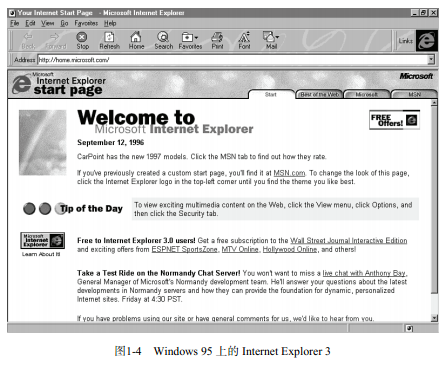 Your Internet Start Page - Microsoft Internet Explorer
File Edit View Go Favorites Help
Back Forward Stop Refresh Home Search Favorites Print Font Mail Links
Address http://home.microsoft.com/
Microsoft
Internet Explorer
start page
Microsoft
Start Best of the Web Microsoft MSN
Welcome to
Microsoft Internet Explorer
FREE
Offers!
September 12, 1996
CarPoint has the new 1997 models. Click the MSN tab to find out how they rate.
If you've previously created a custom start page, you'll find it at MSN.com. To change the look of this page,
click the Internet Explorer logo in the top-left corner until you find the theme you like best.
Tip of the Day
To view exciting multimedia content on the Web, click the View menu, click Options, and
then click the Security tab.
Microsoft
Internet
Explorer
Learn About It!
Free to Internet Explorer 3.0 users! Get a free subscription to the Wall Street Journal Interactive Edition
and exciting offers from ESPNET SportsZone, MTV Online, Hollywood Online, and others!
Take a Test Ride on the Normandy Chat Server! You won't want to miss a live chat with Anthony Bay,
General Manager of Microsoft's Normandy development team. He'll answer your questions about the latest
developments in Normandy servers and how they can provide the foundation for dynamic, personalized
Internet sites. Friday at 4:30 PST.
If you have problems using our site or have general comments for us, we'd like to hear from you.
图1-4 Windows 95 上的 Internet Explorer 3